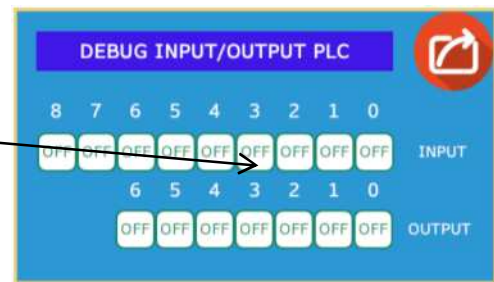 DEBUG INPUT/OUTPUT PLC
8 7 6 5 4 3 2 1 0
OFF OFF OFF OFF OFF OFF OFF OFF OFF INPUT
6 5 4 3 2 1 0
OFF OFF OFF OFF OFF OFF OFF OUTPUT